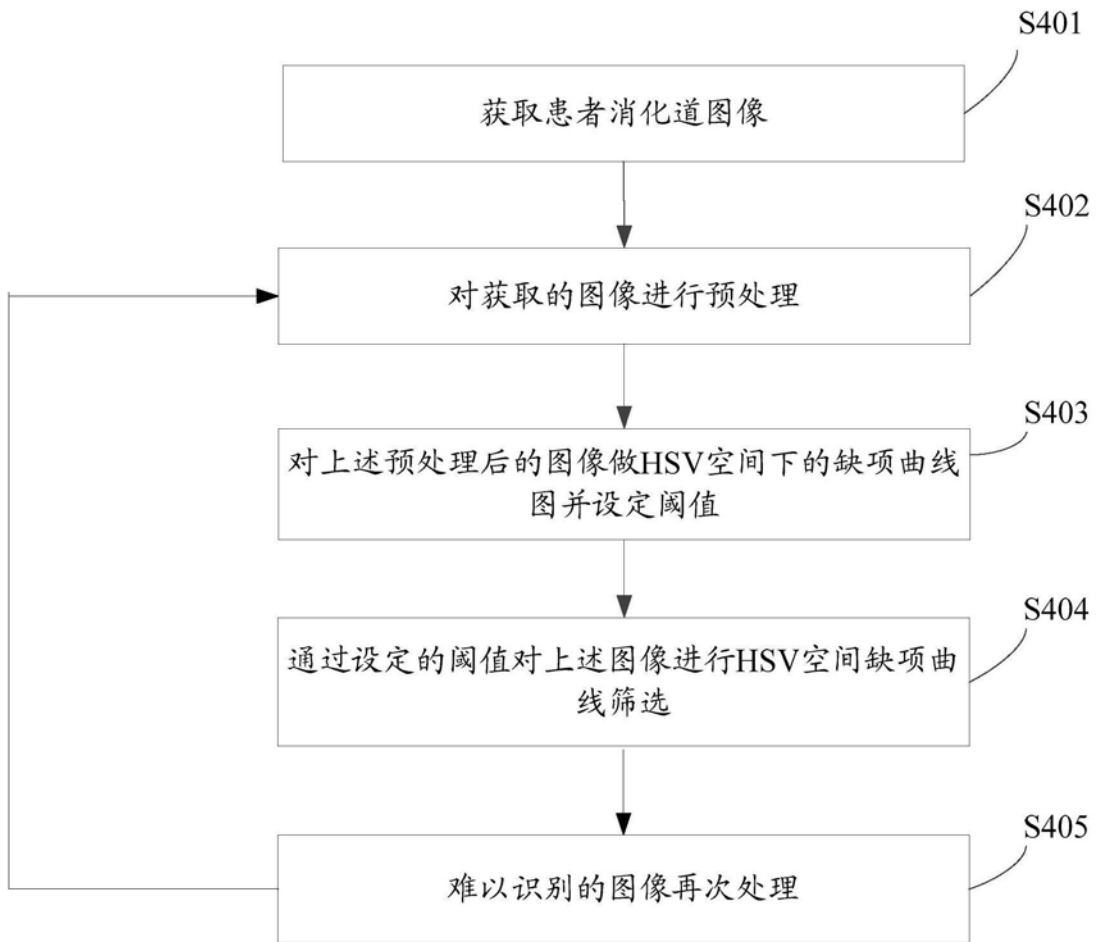 S401
获取患者消化道图像
S402
对获取的图像进行预处理
S403
对上述预处理后的图像做HSV空间下的缺项曲线
图并设定阈值
S404
通过设定的阈值对上述图像进行HSV空间缺项曲
线筛选
S405
难以识别的图像再次处理